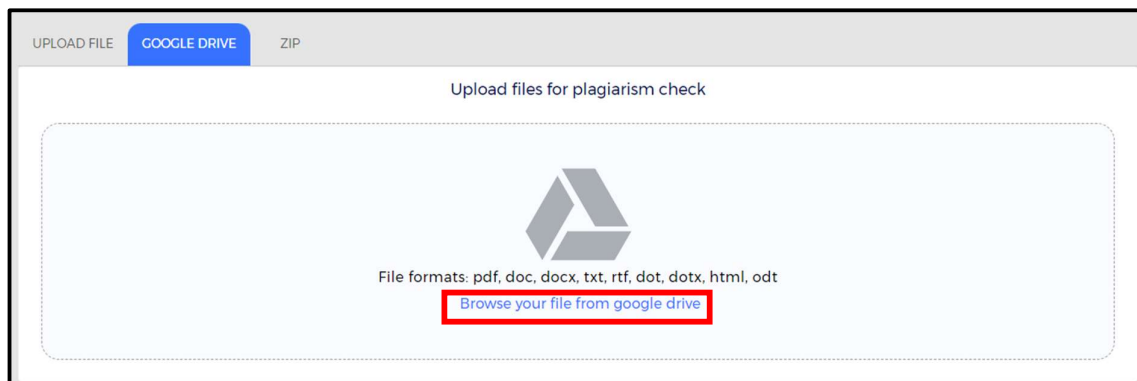 UPLOAD FILE GOOGLE DRIVE ZIP
Upload files for plagiarism check
File formats: pdf, doc, docx, txt, rtf, dot, dotx, html, odt
Browse your file from google drive